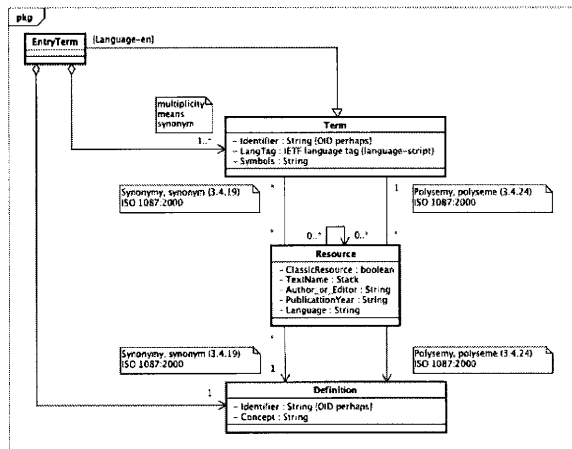 pkg
EntryTerm
{Language-en}
multiplicity
means
synonym
1..*
Term
- Identifier : String {OID perhaps}
- LangTag : IETF language tag {language-script}
- Symbols : String
Synonymy, synonym (3.4.19)
ISO 1087:2000
*
1
Polysemy, polyseme (3.4.24)
ISO 1087:2000
*
0..*
0..*
*
Resource
- ClassicResource : boolean
- TextName : Stack
- Author_or_Editor : String
- PublicationYear : String
- Language : String
Synonymy, synonym (3.4.19)
ISO 1087:2000
*
1
Polysemy, polyseme (3.4.24)
ISO 1087:2000
1
Definition
- Identifier : String {OID perhaps}
- Concept : String